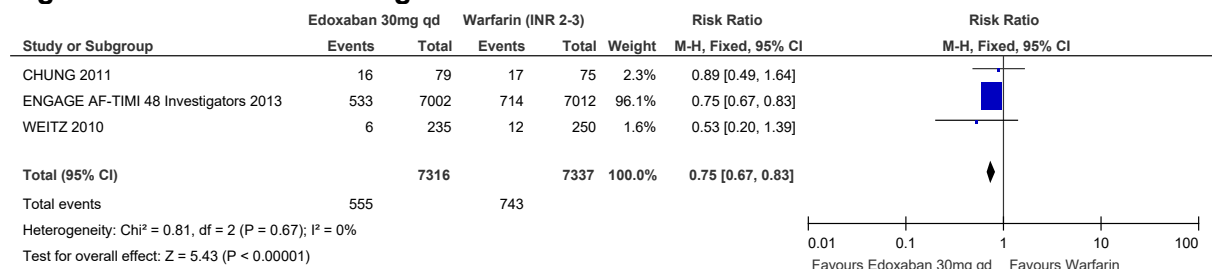 Edoxaban 30mg qd Warfarin (INR 2-3) Risk Ratio Risk Ratio
Study or Subgroup Events Total Events Total Weight M-H, Fixed, 95% CI M-H, Fixed, 95% CI
CHUNG 2011 16 79 17 75 2.3% 0.89 [0.49, 1.64]
ENGAGE AF-TIMI 48 Investigators 2013 533 7002 714 7012 96.1% 0.75 [0.67, 0.83]
WEITZ 2010 6 235 12 250 1.6% 0.53 [0.20, 1.39]
Total (95% CI) 7316 7337 100.0% 0.75 [0.67, 0.83]
Total events 555 743
Heterogeneity: Chi² = 0.81, df = 2 (P = 0.67); I² = 0%
Test for overall effect: Z = 5.43 (P < 0.00001)
0.01 0.1 1 10 100
Favours Edoxaban 30mg qd Favours Warfarin